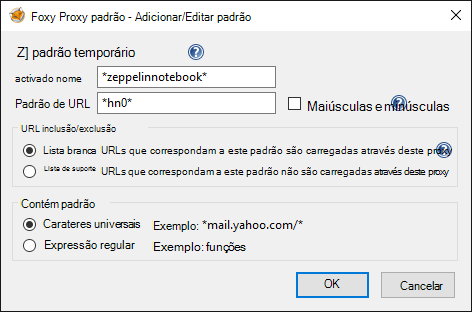 Foxy Proxy padrão - Adicionar/Editar padrão
Z] padrão temporário
activado nome *zeppelinnotebook*
Padrão de URL *hn0* Maiúsculas e minúsculas
URL inclusão/exclusão
Lista branca URLs que correspondam a este padrão são carregadas através deste proxy
Liste de suporte URLs que correspondam a este padrão não são carregadas através deste proxy
Contém padrão
Carateres universais Exemplo: *mail.yahoo.com/*
Expressão regular Exemplo: funções
OK Cancelar